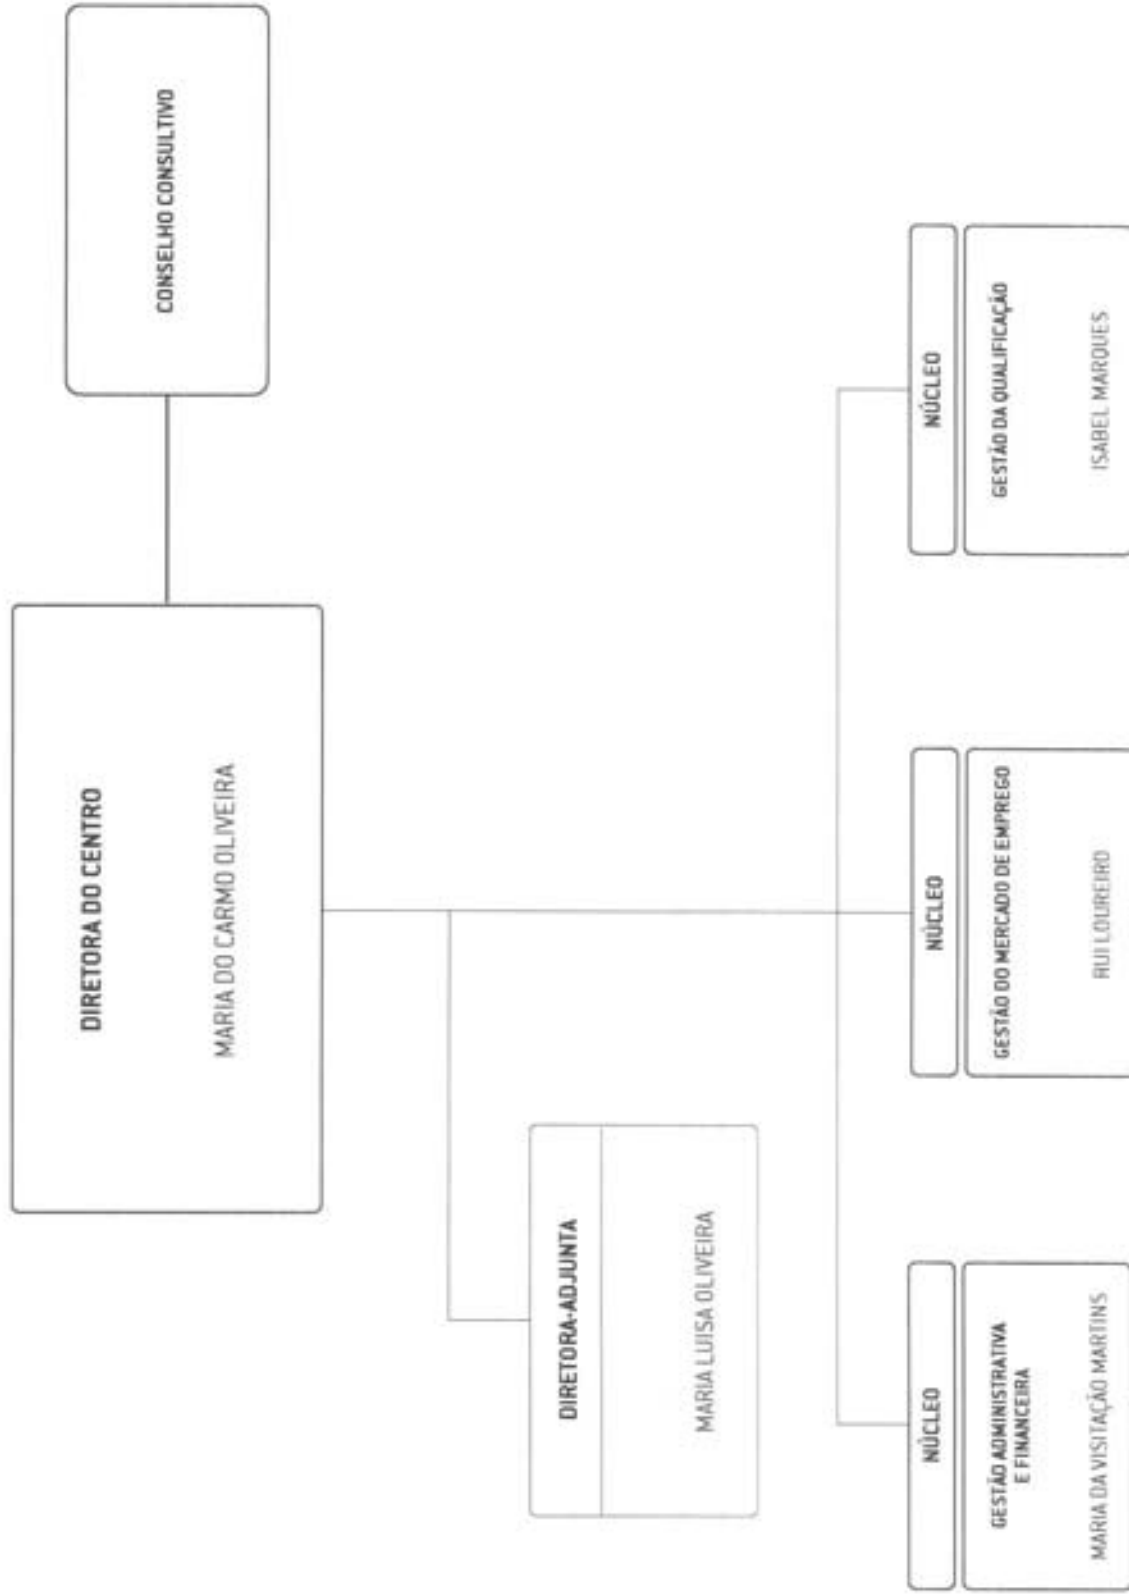 DIRETORA DO CENTRO
MARIA DO CARMO OLIVEIRA
CONSELHO CONSULTIVO
DIRETORA-ADJUNTA
MARIA LUISA OLIVEIRA
NÚCLEO
GESTÃO ADMINISTRATIVA
E FINANCEIRA
MARIA DA VISITAÇÃO MARTINS
NÚCLEO
GESTÃO DO MERCADO DE EMPREGO
RUI LOUREIRO
NÚCLEO
GESTÃO DA QUALIFICAÇÃO
ISABEL MARQUES